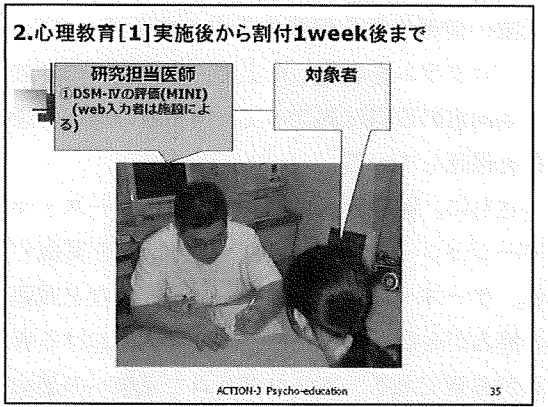 2.心理教育[1]実施後から割付1week後まで
研究担当医師
i DSM-Ⅳの評価(MINI)
(web入力者は施設によ
る)
対象者
ACTION-J Psycho-education
35